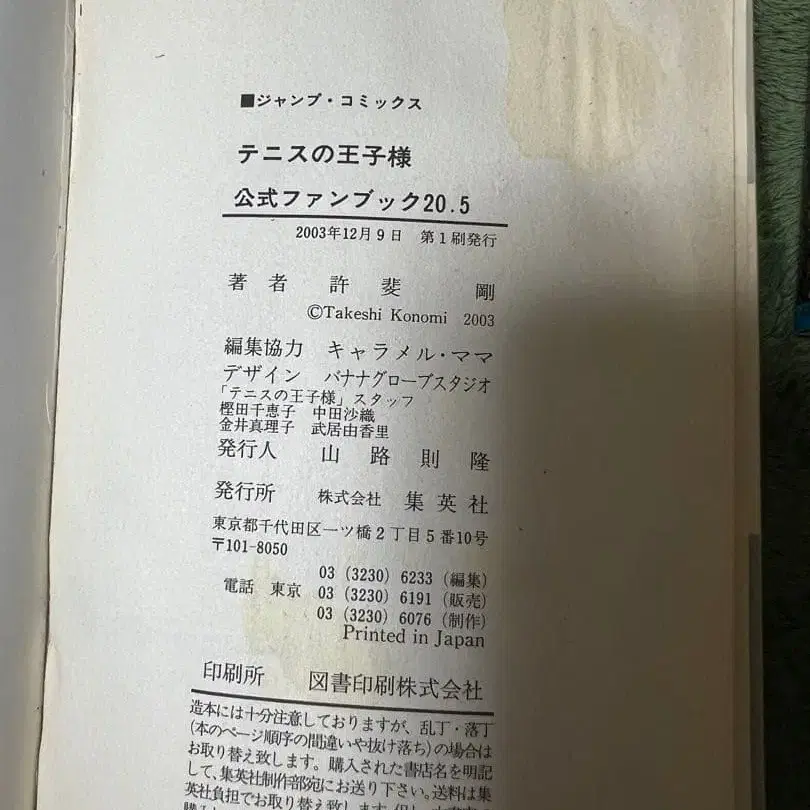 ■ジャンプ・コミックス
テニスの王子様
公式ファンブック20.5
2003年12月9日 第1刷発行
著者 許斐 剛
©Takeshi Konomi 2003
編集協力 キャラメル・ママ
デザイン バナナグローブスタジオ
「テニスの王子様」スタッフ
樫田千恵子 中田沙織
金井真理子 武居由香里
発行人 山路則隆
発行所 株式会社 集英社
東京都千代田区一ツ橋2丁目5番10号
〒101-8050
03 (3230) 6233 (編集)
電話 東京 03 (3230) 6191 (販売)
03 (3230) 6076 (制作)
Printed in Japan
印刷所 図書印刷株式会社
造本には十分注意しておりますが、乱丁・落丁
(本のページ順序の間違いや抜け落ち)の場合は
お取り替え致します。購入された書店名を明記
して、集英社制作部宛にお送り下さい。送料は集
英社負担でお取り替え致します。